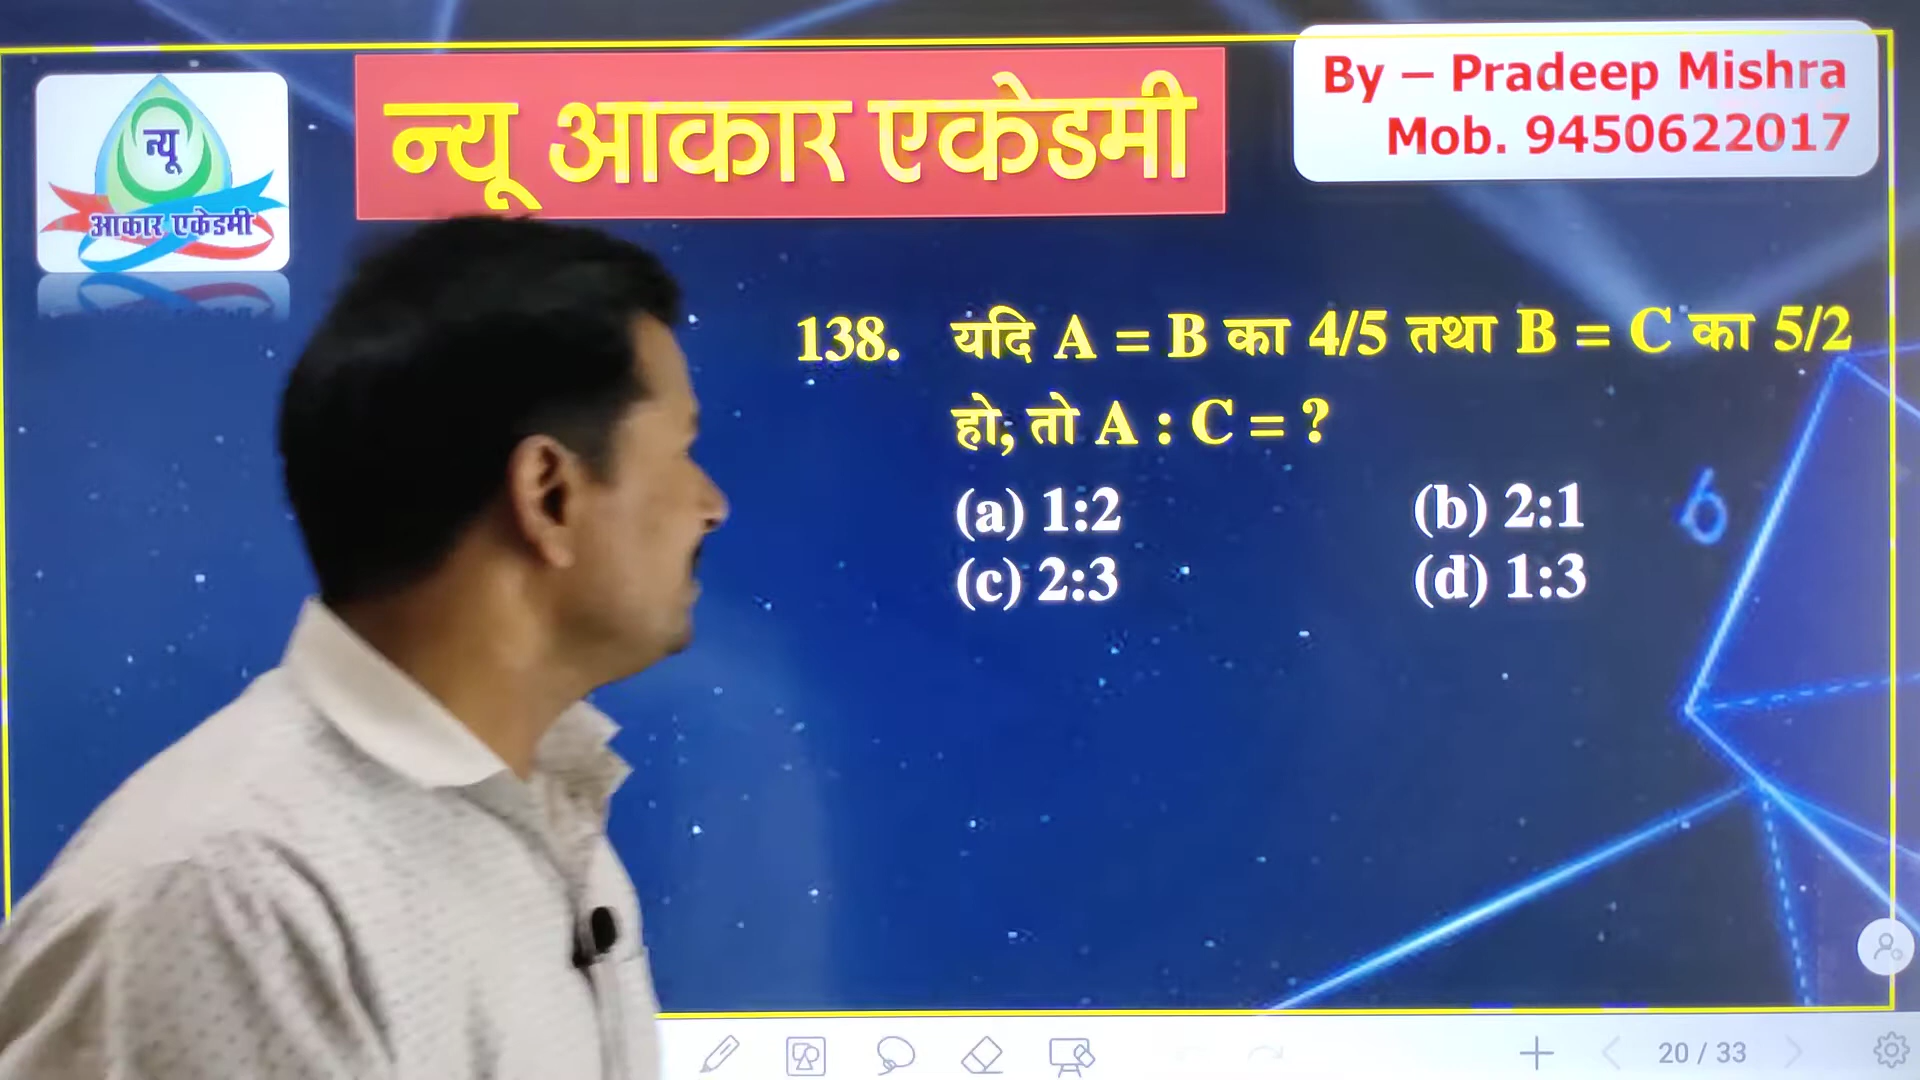 न्यू
आकार एकेडमी
न्यू आकार एकेडमी
By – Pradeep Mishra
Mob. 9450622017
138. यदि A = B का 4/5 तथा B = C का 5/2
हो, तो A : C = ?
(a) 1:2 (b) 2:1
(c) 2:3 (d) 1:3
6
20 / 33